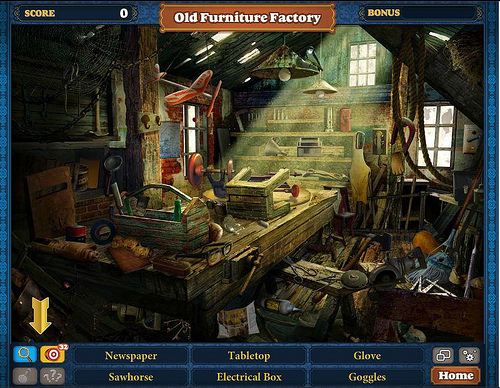 SCORE 0 Old Furniture Factory BONUS
32
Newspaper Tabletop Glove
Sawhorse Electrical Box Goggles Home